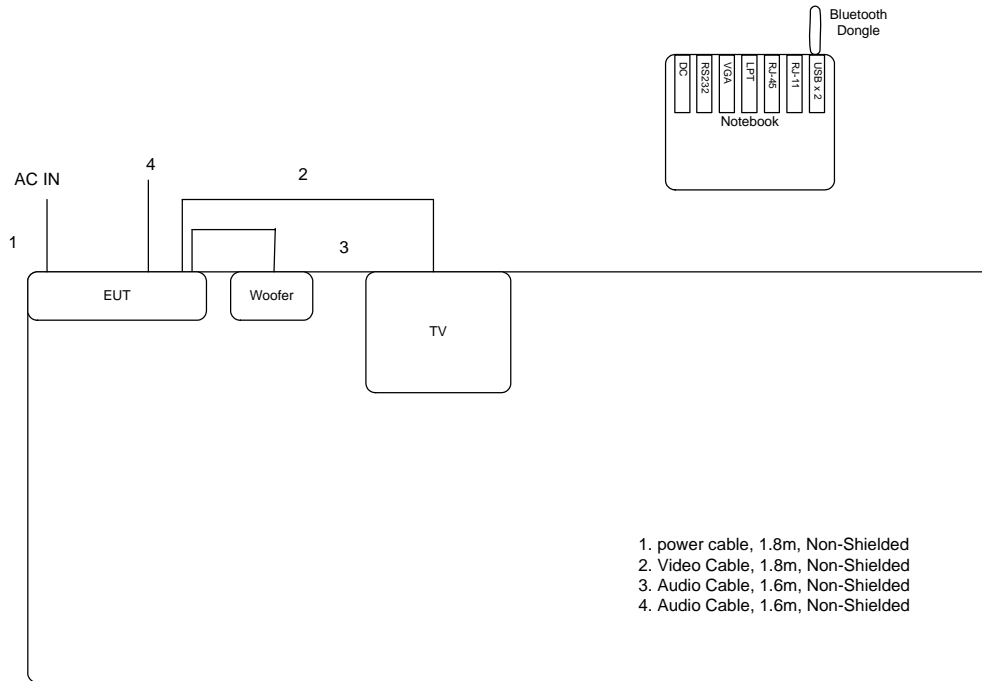 Bluetooth
Dongle
DC
RS232
VGA
LPT
RJ-45
RJ-11
USB x 2
Notebook
4
2
AC IN
1
3
EUT
Woofer
TV
1. power cable, 1.8m, Non-Shielded
2. Video Cable, 1.8m, Non-Shielded
3. Audio Cable, 1.6m, Non-Shielded
4. Audio Cable, 1.6m, Non-Shielded